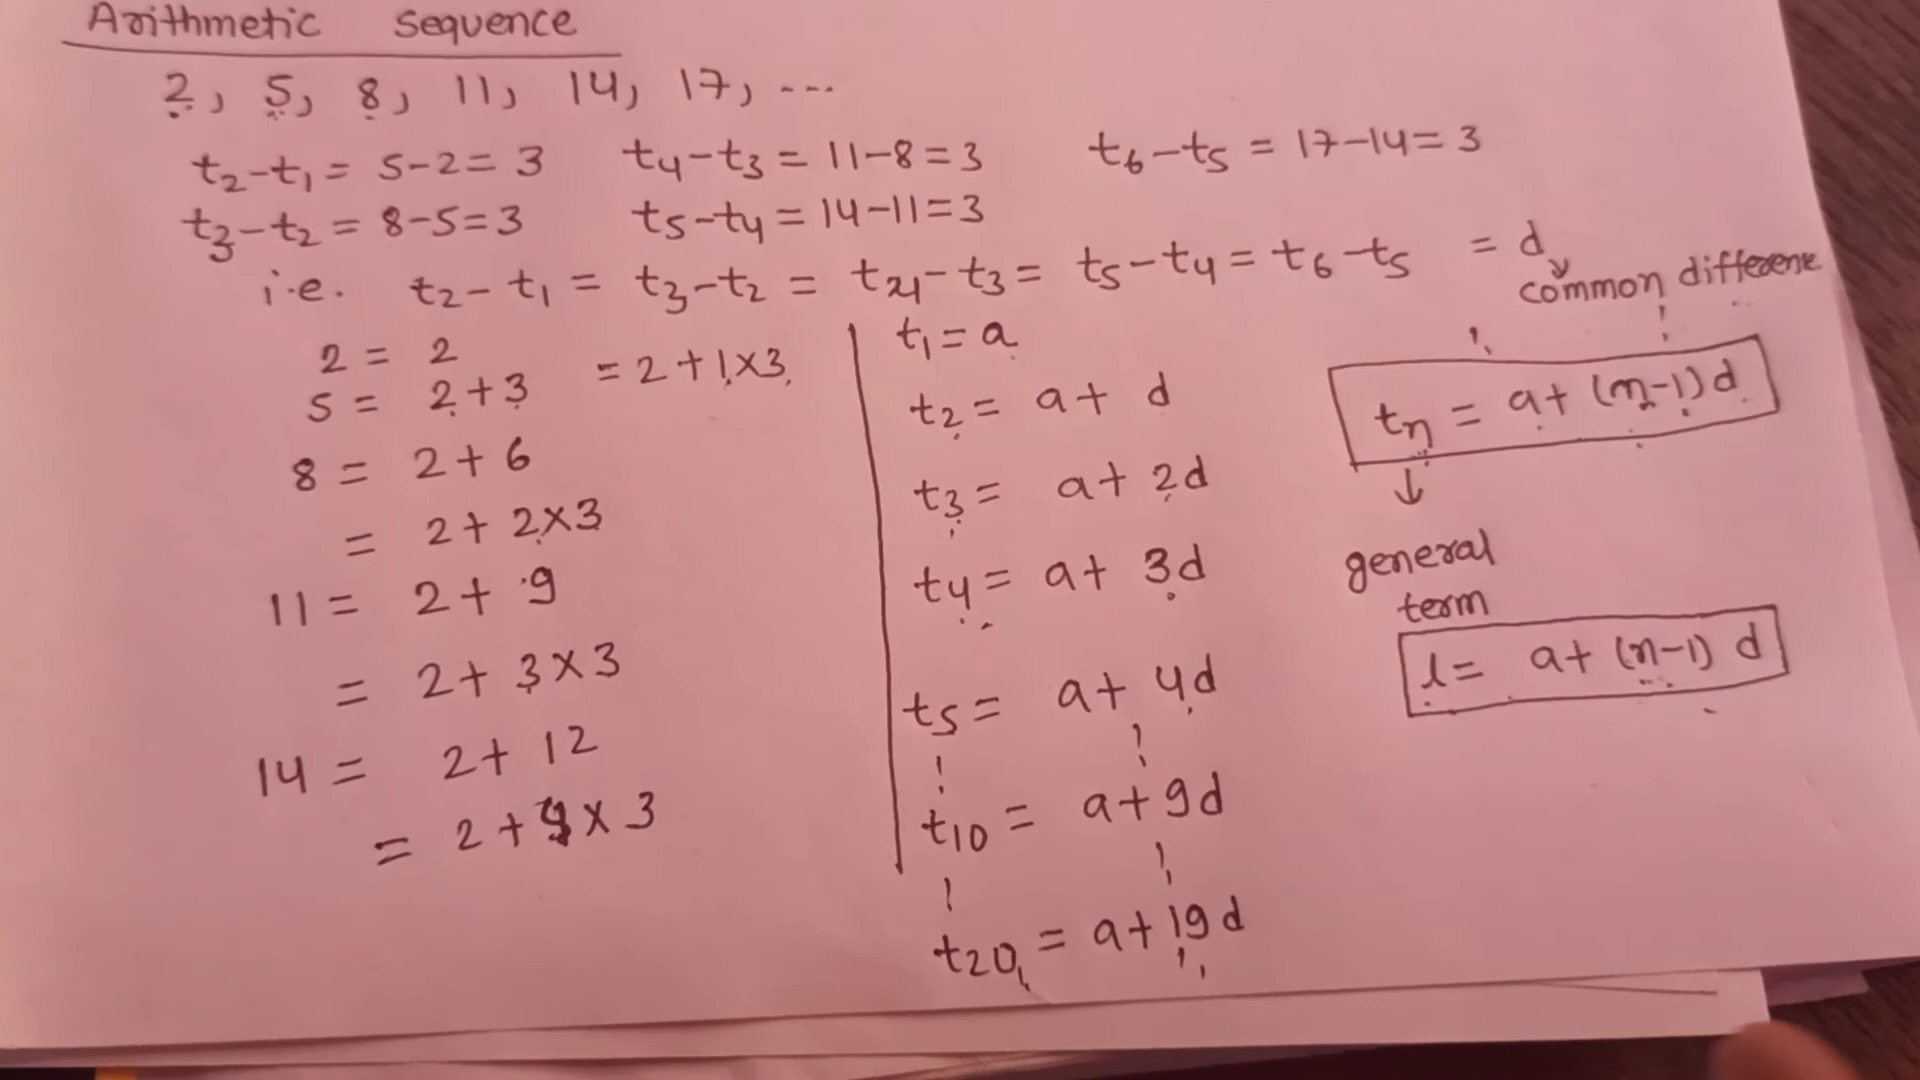 Arithmetic sequence
2, 5, 8, 11, 14, 17, ...
t2-t1 = 5-2 = 3 t4-t3 = 11-8 = 3 t6-t5 = 17-14 = 3
t3-t2 = 8-5 = 3 t5-t4 = 14-11 = 3
i.e. t2-t1 = t3-t2 = t4-t3 = t5-t4 = t6-t5 = d
common differene
2 = 2
5 = 2+3 = 2+1×3
8 = 2+6
= 2+2×3
11 = 2+9
= 2+3×3
14 = 2+12
= 2+4×3
t1 = a
t2 = a+ d
t3 = a+ 2d
t4 = a+ 3d
t5 = a+ 4d
t10 = a+9d
t20 = a+19d
tn = a+(n-1)d
↓
general
term
l = a+(n-1) d